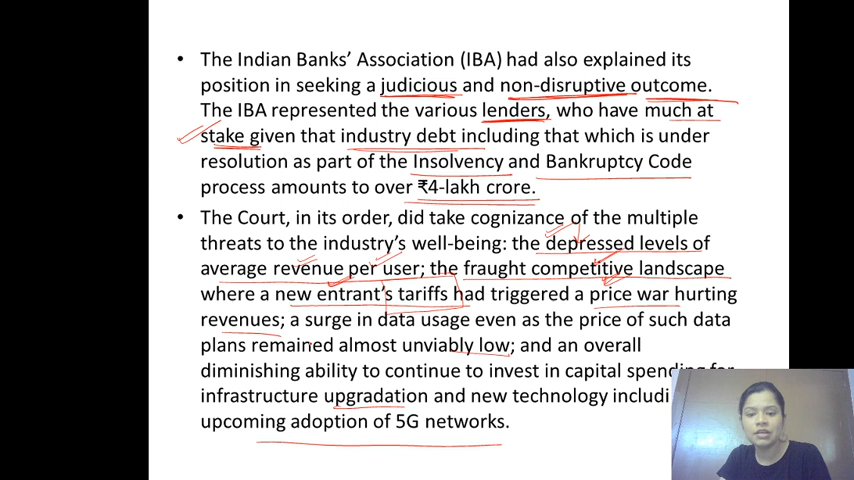 • The Indian Banks' Association (IBA) had also explained its
position in seeking a judicious and non-disruptive outcome.
The IBA represented the various lenders, who have much at
stake given that industry debt including that which is under
resolution as part of the Insolvency and Bankruptcy Code
process amounts to over ₹4-lakh crore.
• The Court, in its order, did take cognizance of the multiple
threats to the industry's well-being: the depressed levels of
average revenue per user; the fraught competitive landscape
where a new entrant's tariffs had triggered a price war hurting
revenues; a surge in data usage even as the price of such data
plans remained almost unviably low; and an overall
diminishing ability to continue to invest in capital spending for
infrastructure upgradation and new technology includi
upcoming adoption of 5G networks.